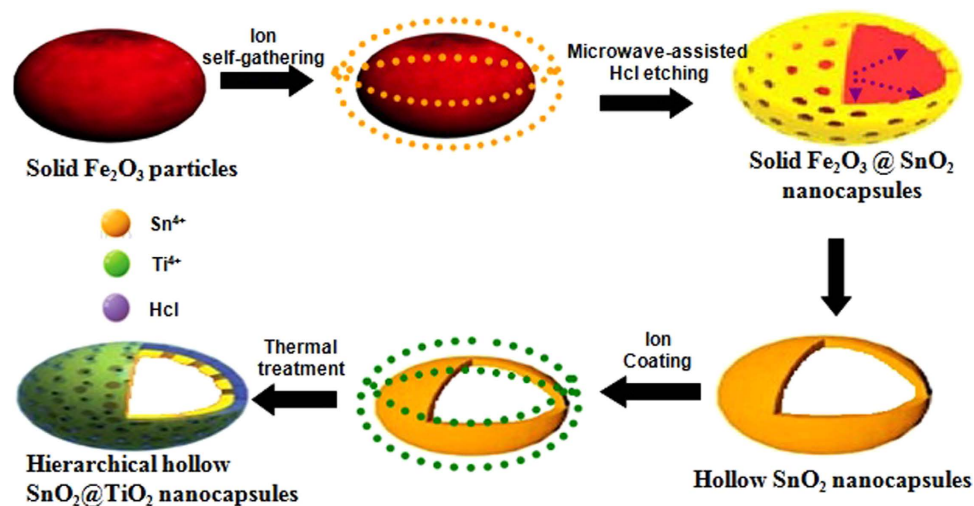 Ion
self-gathering
Microwave-assisted
Hcl etching
Solid Fe₂O₃ particles
Solid Fe₂O₃ @ SnO₂
nanocapsules
Sn⁴⁺
Ti⁴⁺
Hcl
Thermal
treatment
Ion
Coating
Hierarchical hollow
SnO₂@TiO₂ nanocapsules
Hollow SnO₂ nanocapsules